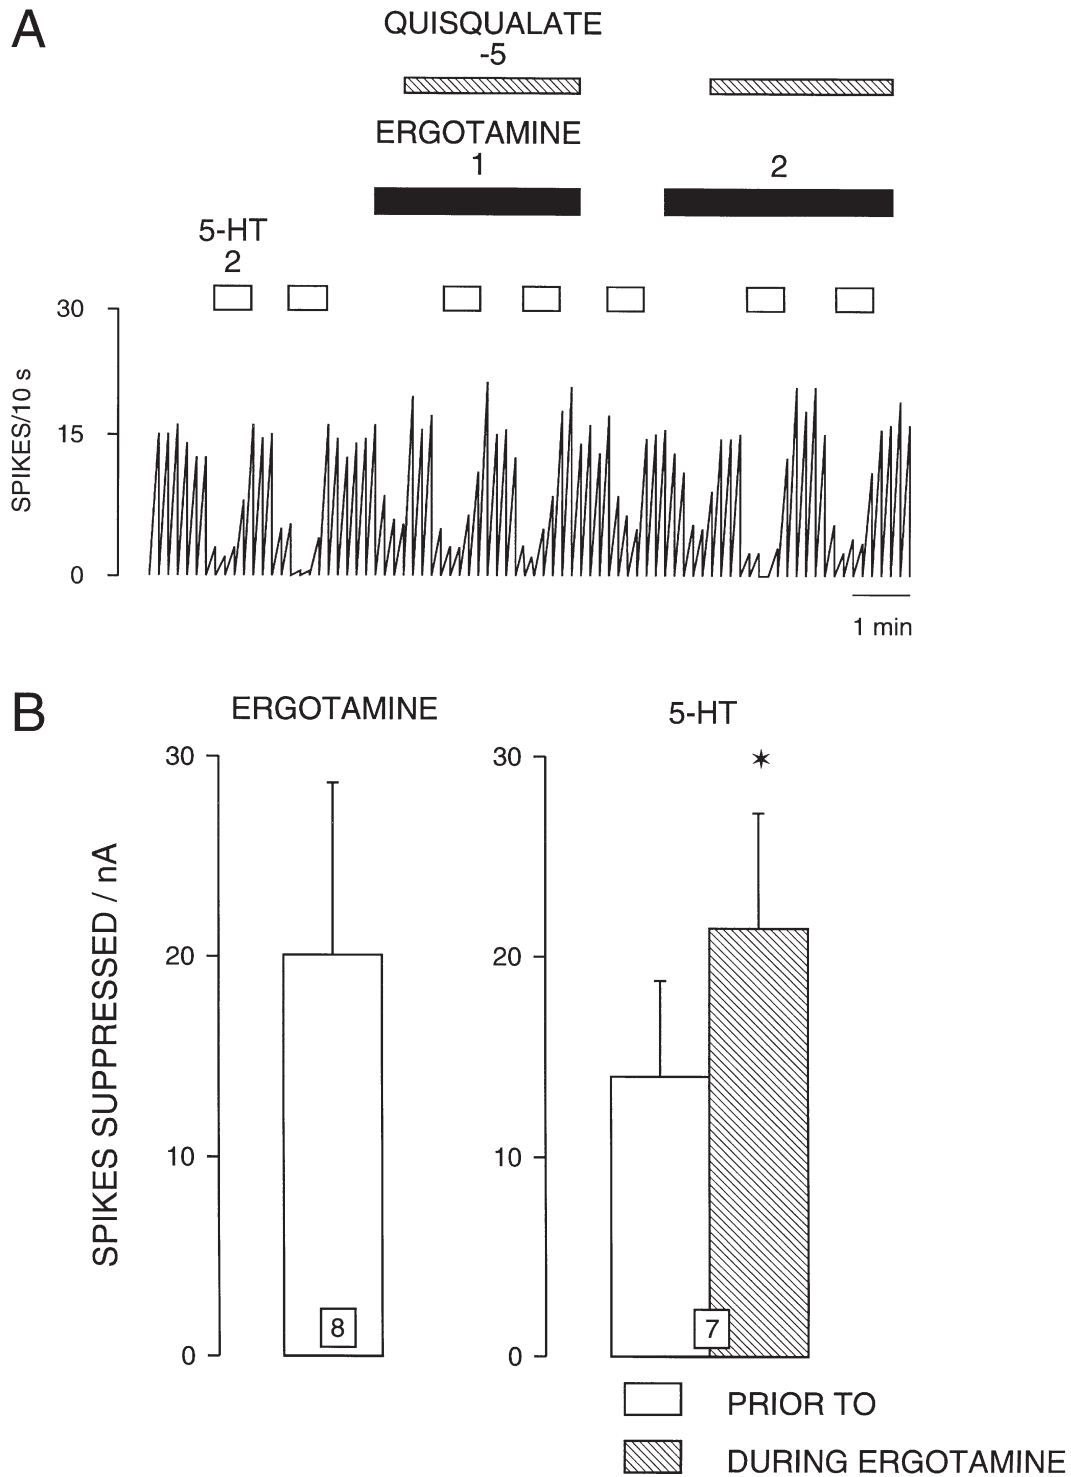 A
QUISQUALATE
-5
ERGOTAMINE
1
2
5-HT
2
30
15
0
SPIKES/10 s
1 min
B
ERGOTAMINE
5-HT
SPIKES SUPPRESSED / nA
30
20
10
0
8
30
20
10
0
✶
7
PRIOR TO
DURING ERGOTAMINE